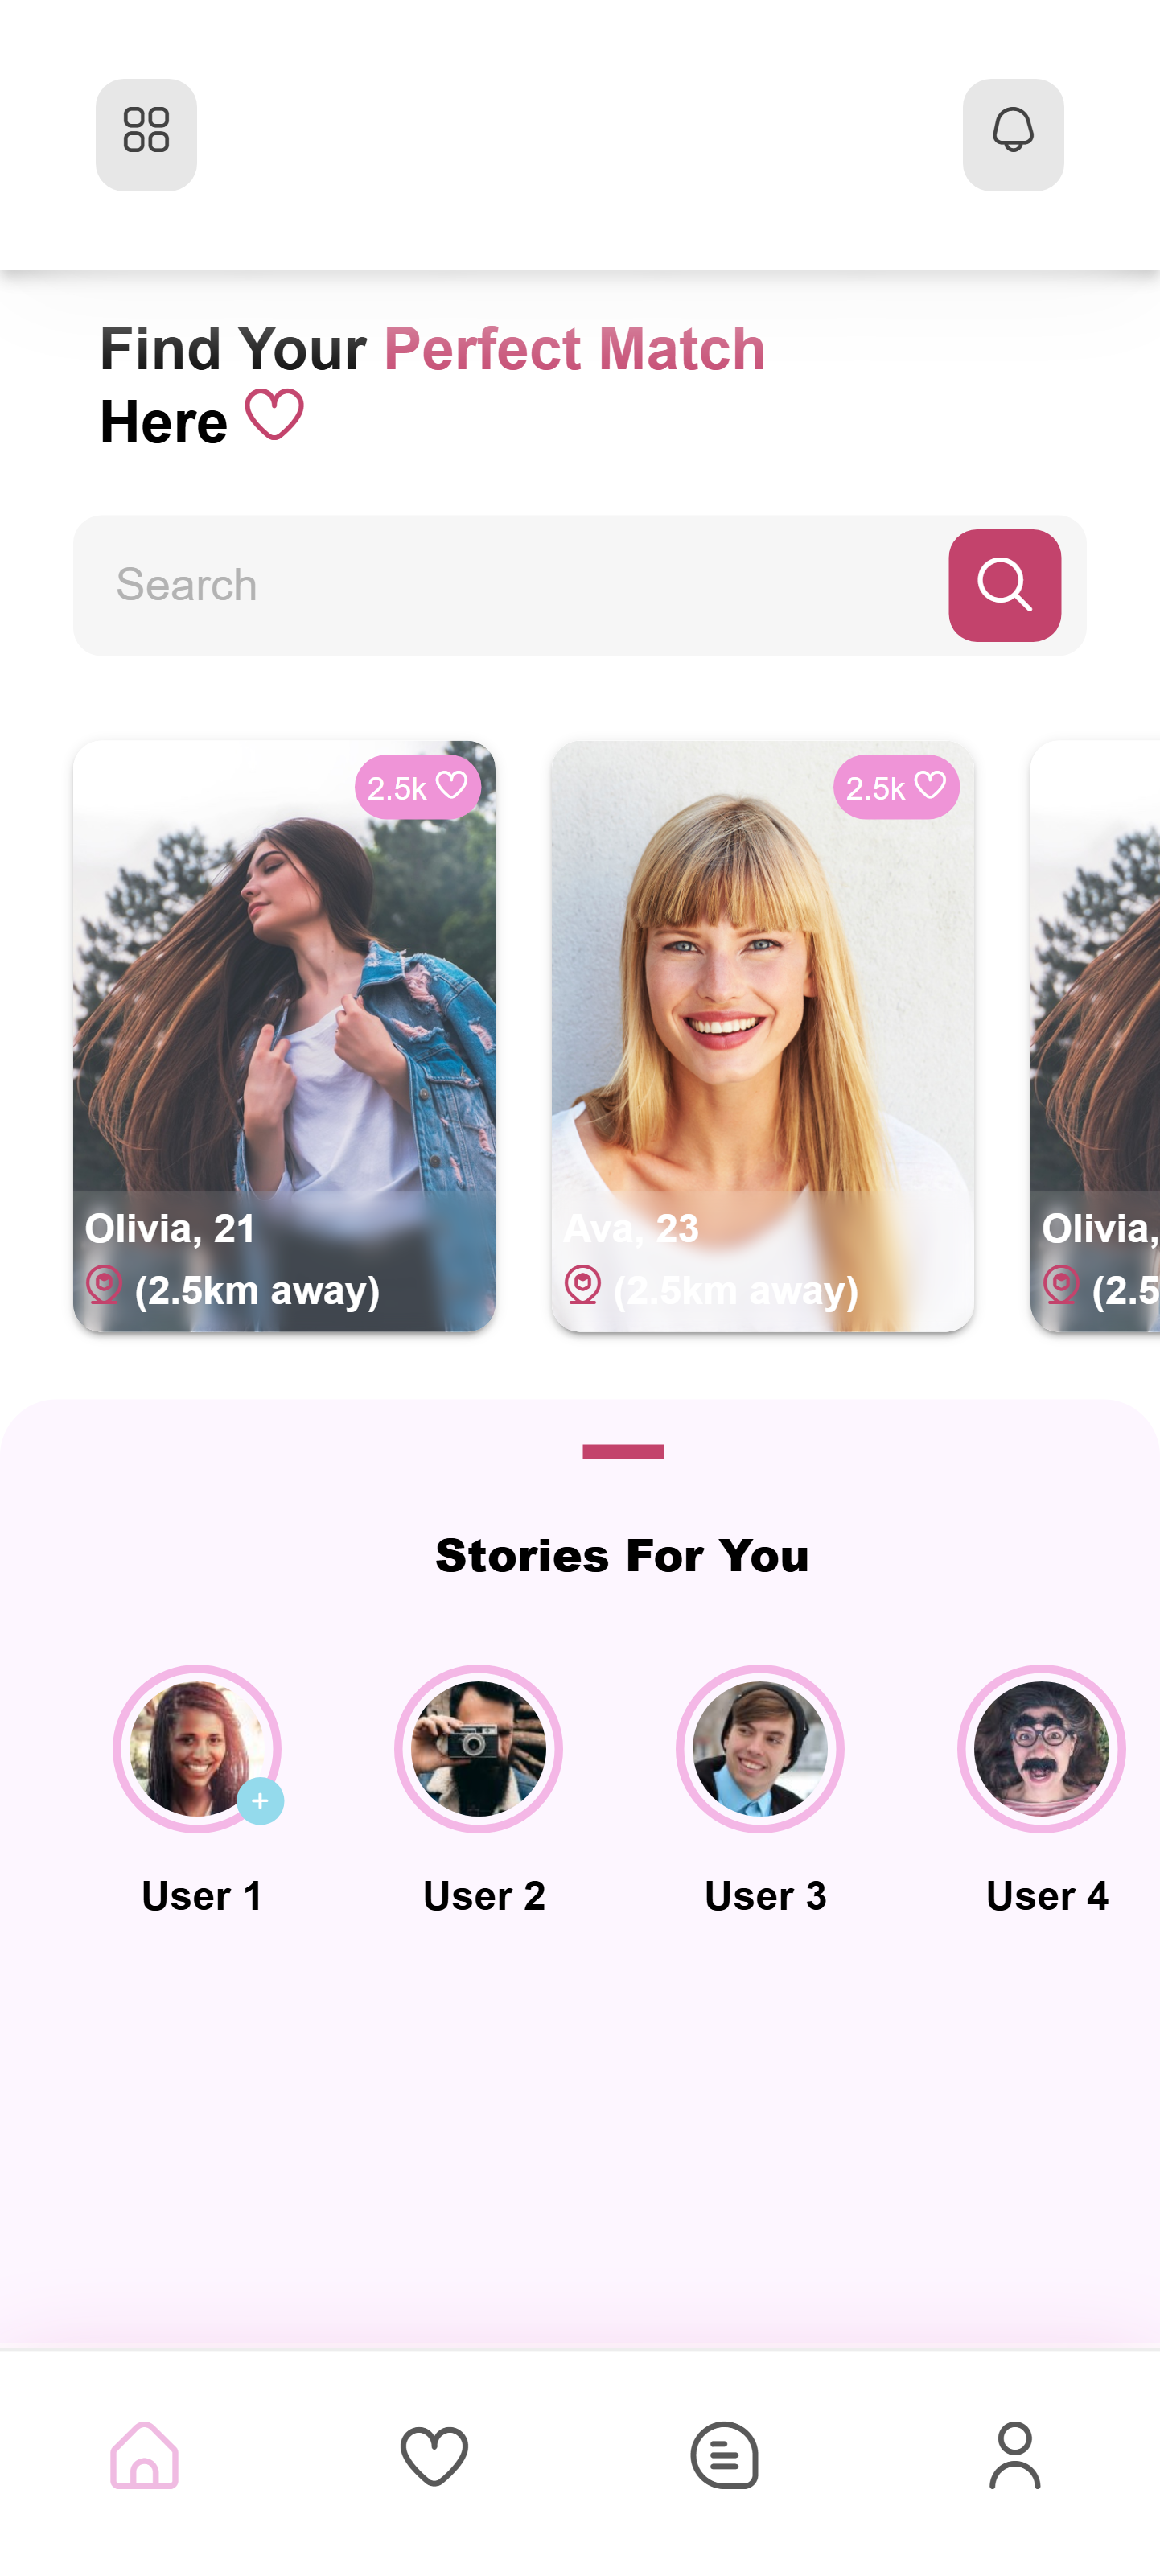 Find Your Perfect Match
Here
Search
2.5k
2.5k
Olivia, 21
Ava, 23
Olivia,
(2.5km away)
(2.5km away)
(2.5
Stories For You
User 1
User 2
User 3
User 4